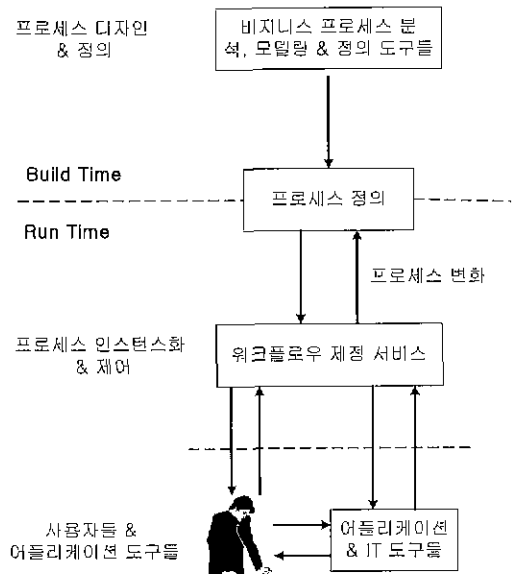 프로세스 디자인
& 정의
비지니스 프로세스 분
석, 모델링 & 정의 도구들
Build Time
프로세스 정의
Run Time
프로세스 변화
프로세스 인스턴스화
& 제어
워크플로우 제정 서비스
사용자들 &
어플리케이션 도구들
어플리케이션
& IT 도구들